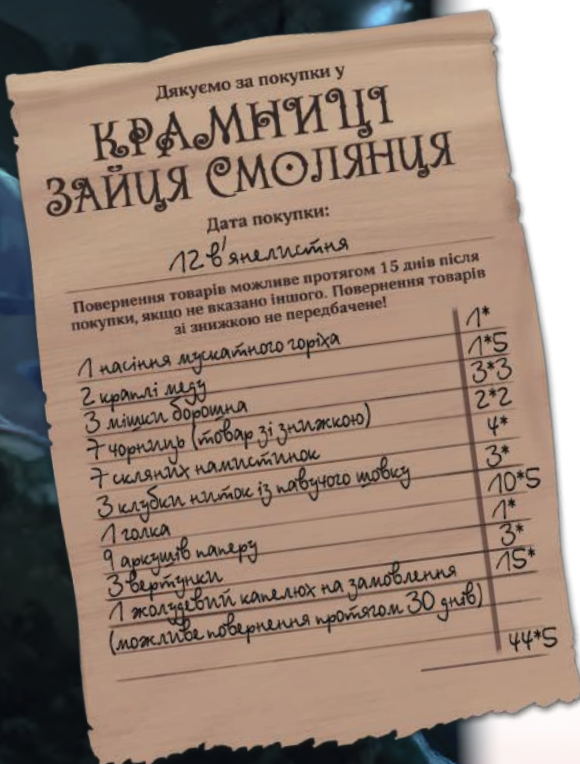 Дякуємо за покупки у
КРАМНИЦІ
ЗАЙЦЯ СМОЛЯНЦЯ
Дата покупки:
12 в'янелистня
Повернення товарів можливе протягом 15 днів після
покупки, якщо не вказано іншого. Повернення товарів
зі знижкою не передбачене!
1 насіння мускатного горіха 1*
2 краплі меду 1*5
3 мішки борошна 3*3
7 чорниць (товар зі знижкою) 2*2
7 скляних намистинок 4*
3 клубки ниток із павучого шовку 3*
1 голка 10*5
9 аркушів паперу 1*
3 вертунки 3*
1 жолудевий капелюх на замовлення 15*
(можливе повернення протягом 30 днів)
44*5